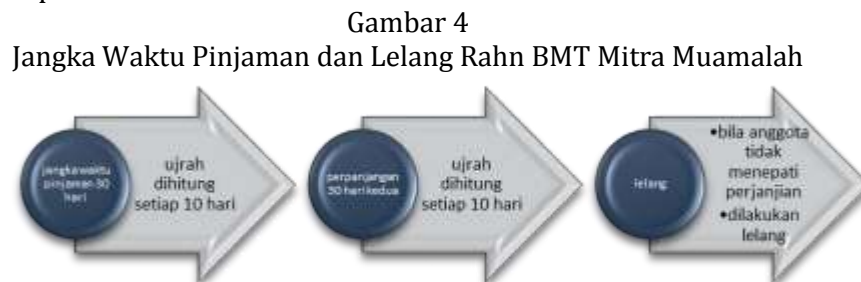 Gambar 4
Jangka Waktu Pinjaman dan Lelang Rahn BMT Mitra Muamalah
jangka waktu
pinjaman 30
hari
ujrah
dihitung
setiap 10 hari
perpanjangan
30 hari kedua
ujrah
dihitung
setiap 10 hari
lelang
•bila anggota
tidak
menepati
perjanjian
•dilakukan
lelang